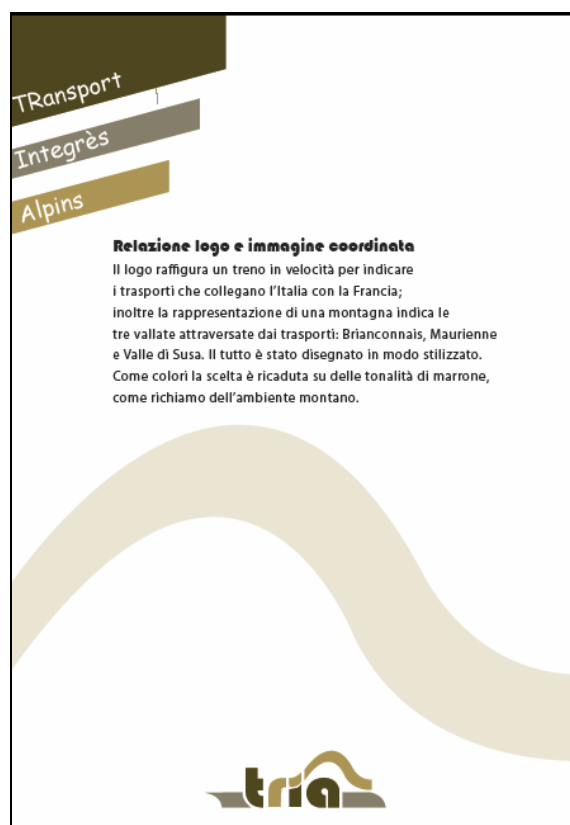 TRansport
Integrès
Alpins
Relazione logo e immagine coordinata
Il logo raffigura un treno in velocità per indicare
i trasporti che collegano l'Italia con la Francia;
inoltre la rappresentazione di una montagna indica le
tre vallate attraversate dai trasporti: Brianconnais, Maurienne
e Valle di Susa. Il tutto è stato disegnato in modo stilizzato.
Come colori la scelta è ricaduta su delle tonalità di marrone,
come richiamo dell'ambiente montano.
tria